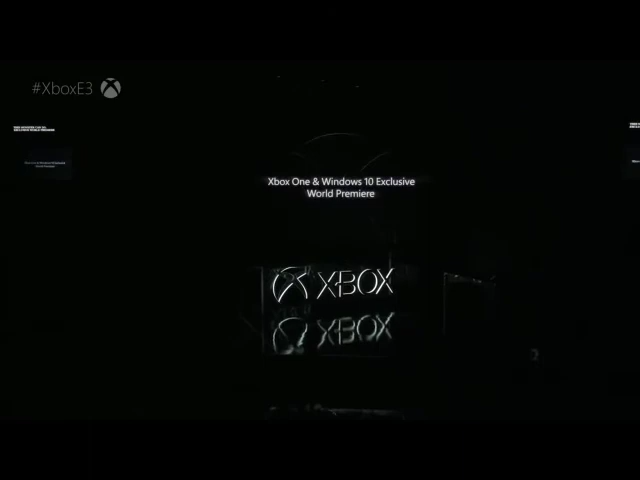 #XboxE3
Xbox One & Windows 10 Exclusive
World Premiere
XBOX
XBOX